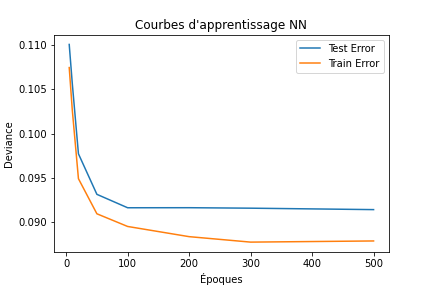 Courbes d'apprentissage NN
Test Error
Train Error
Deviance
0.110
0.105
0.100
0.095
0.090
0 100 200 300 400 500
Époques